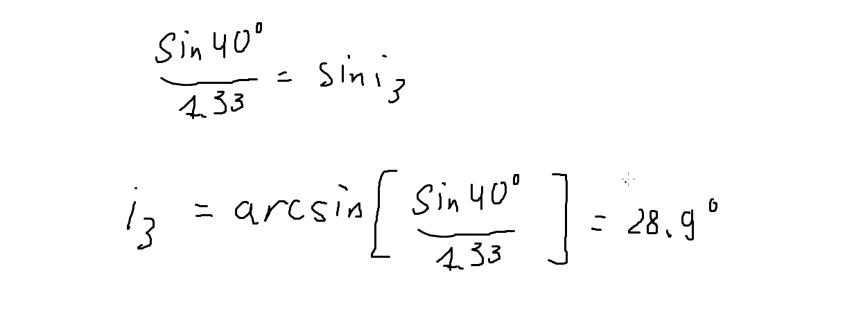 sin 40°
1.33 = sin i₃
i₃ = arcsin[ sin 40° / 1.33 ] = 28.9°